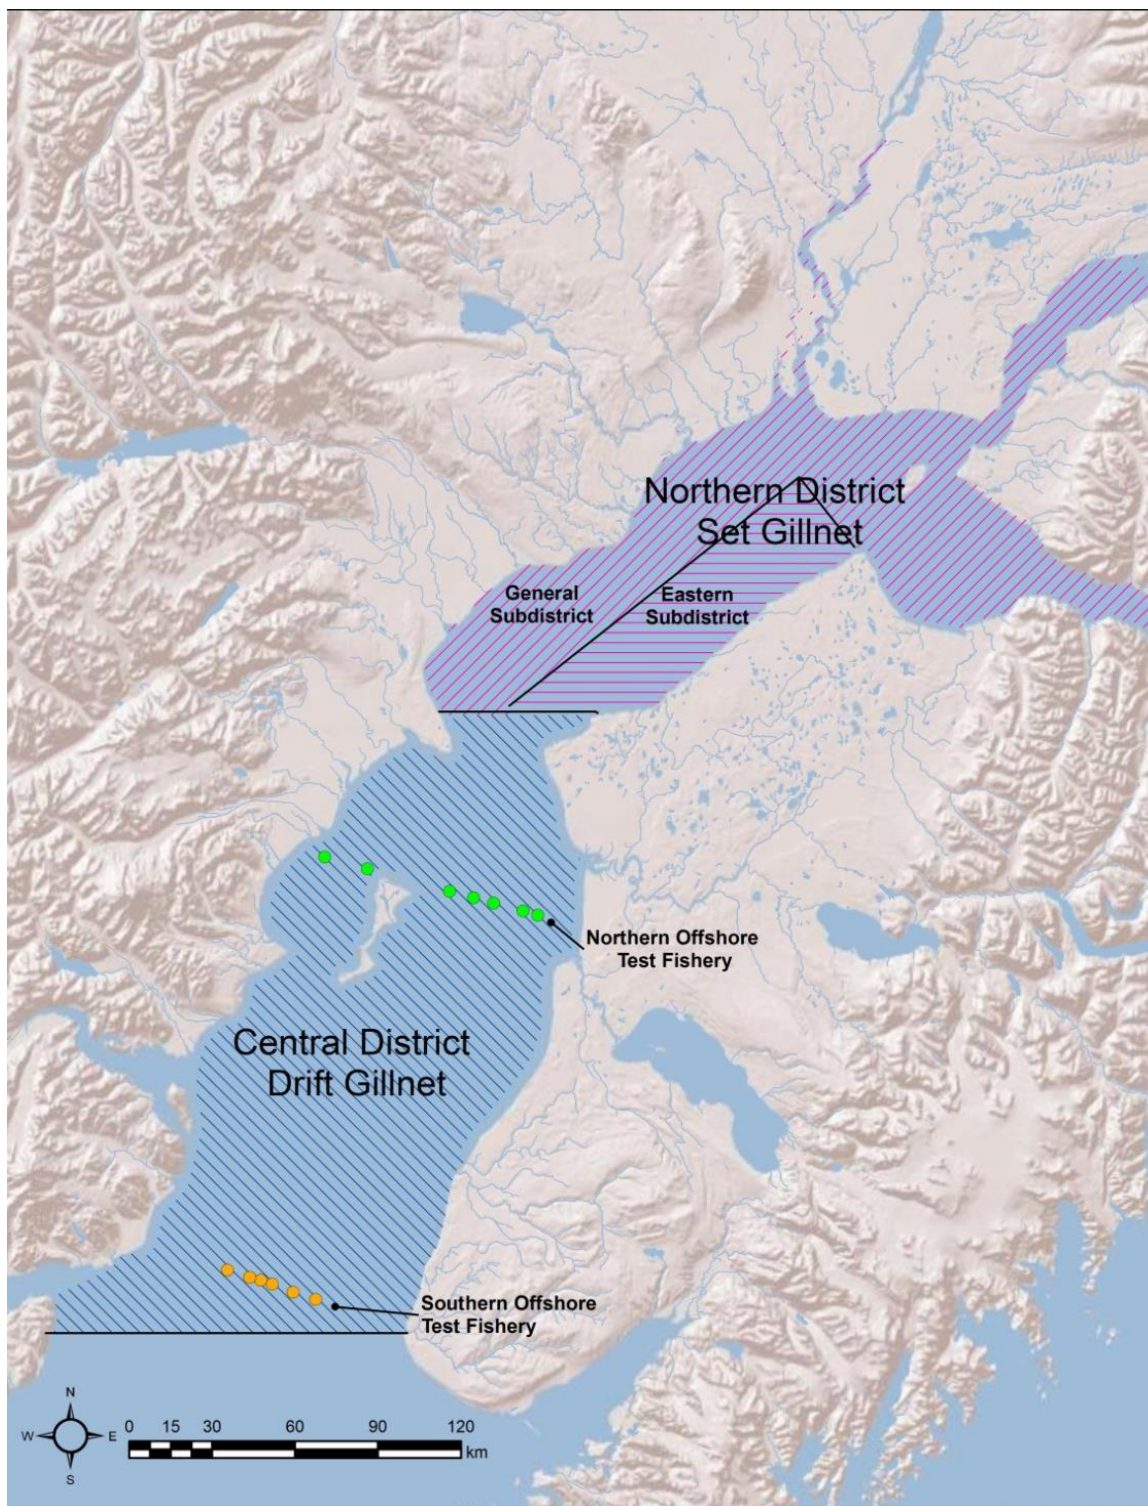 Northern District
Set Gillnet
General
Subdistrict
Eastern
Subdistrict
Northern Offshore
Test Fishery
Central District
Drift Gillnet
Southern Offshore
Test Fishery
N
W
E
S
0 15 30 60 90 120
km